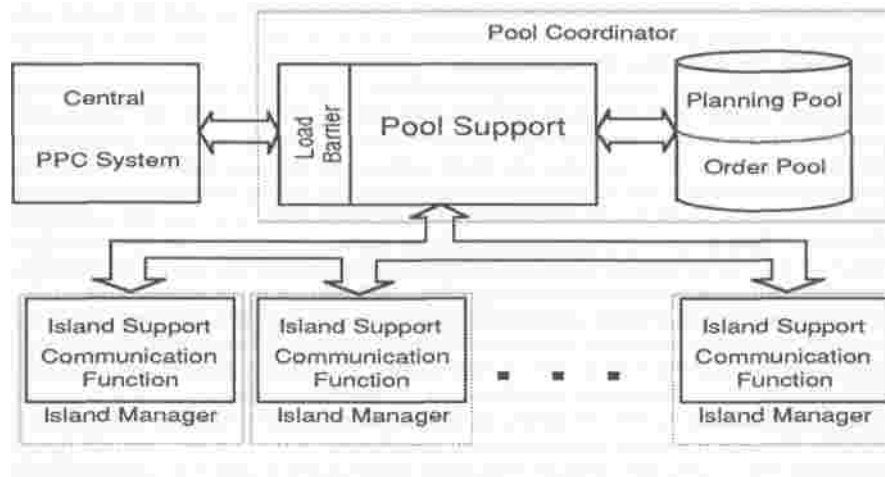 Pool Coordinator
Central
PPC System
Load
Barrier
Pool Support
Planning Pool
Order Pool
Island Support
Communication
Function
Island Manager
Island Support
Communication
Function
Island Manager
Island Support
Communication
Function
Island Manager